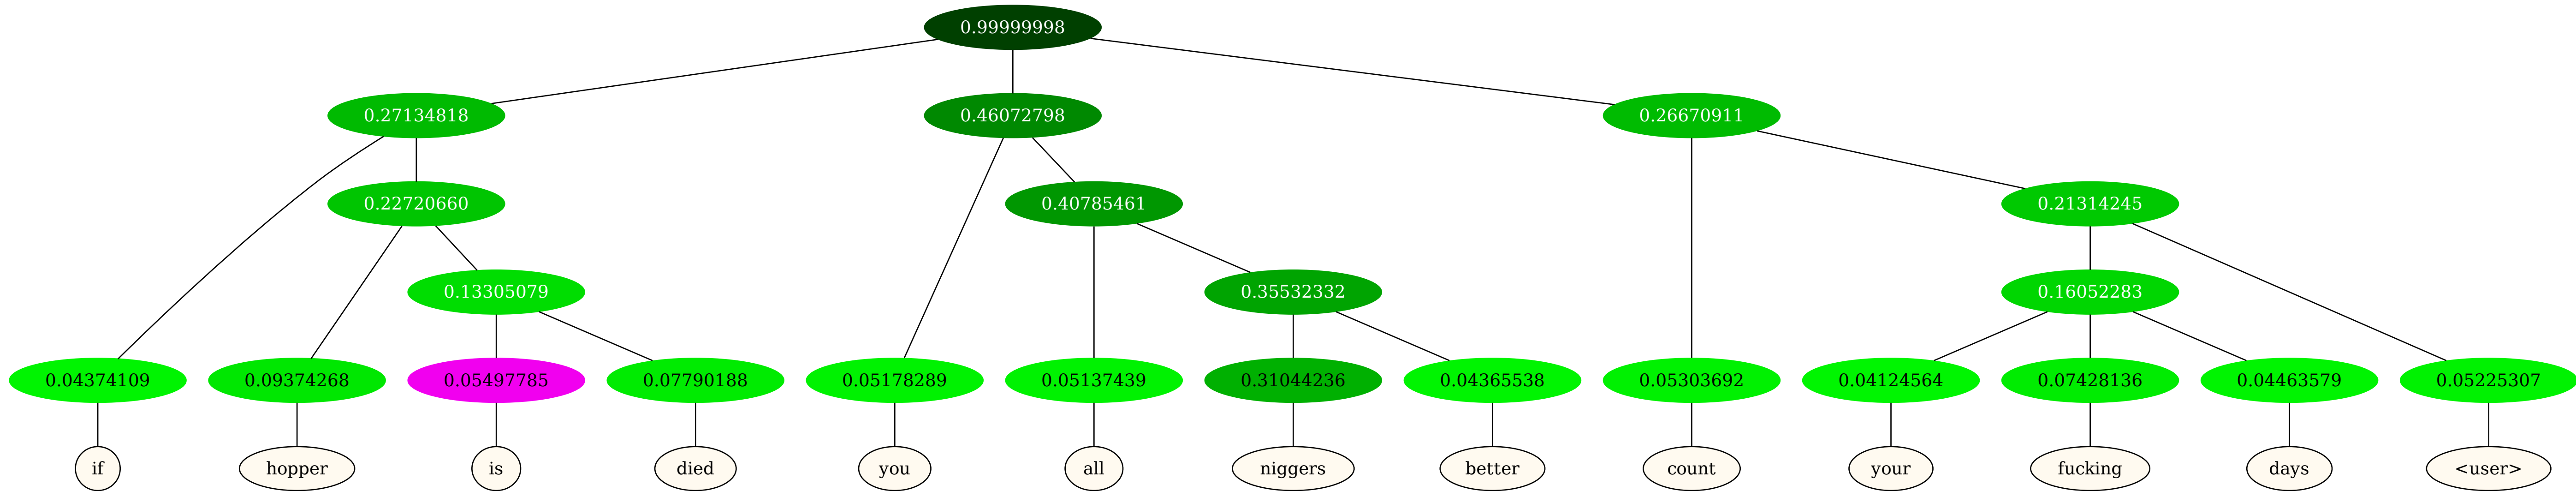 0.99999998
0.27134818 0.46072798 0.26670911
0.22720660 0.40785461 0.21314245
0.13305079 0.35532332 0.16052283
0.04374109 0.09374268 0.05497785 0.07790188 0.05178289 0.05137439 0.31044236 0.04365538 0.05303692 0.04124564 0.07428136 0.04463579 0.05225307
if hopper is died you all niggers better count your fucking days <user>